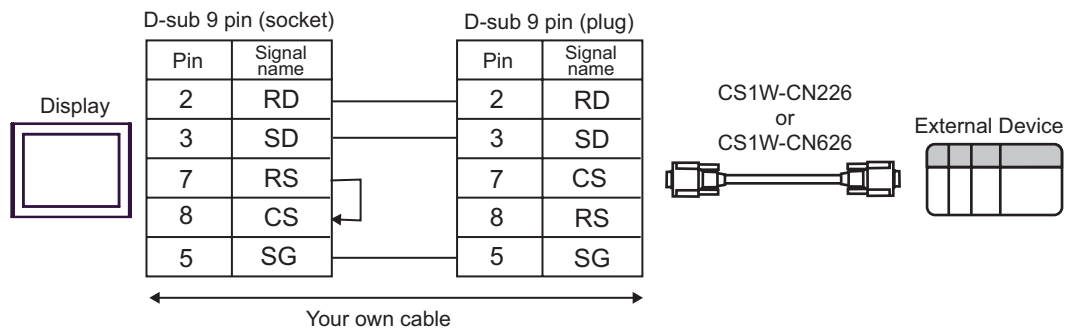 D-sub 9 pin (socket)
D-sub 9 pin (plug)
Pin Signal name
Pin Signal name
Display
2 RD 2 RD
3 SD 3 SD
7 RS 7 CS
8 CS 8 RS
5 SG 5 SG
CS1W-CN226
or
CS1W-CN626
External Device
Your own cable